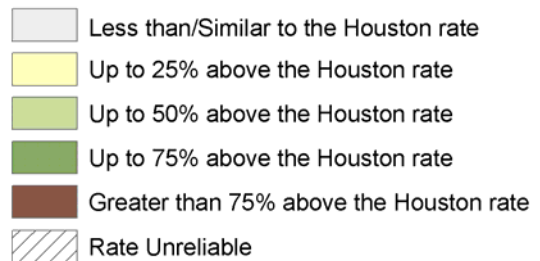 Less than/Similar to the Houston rate
Up to 25% above the Houston rate
Up to 50% above the Houston rate
Up to 75% above the Houston rate
Greater than 75% above the Houston rate
Rate Unreliable